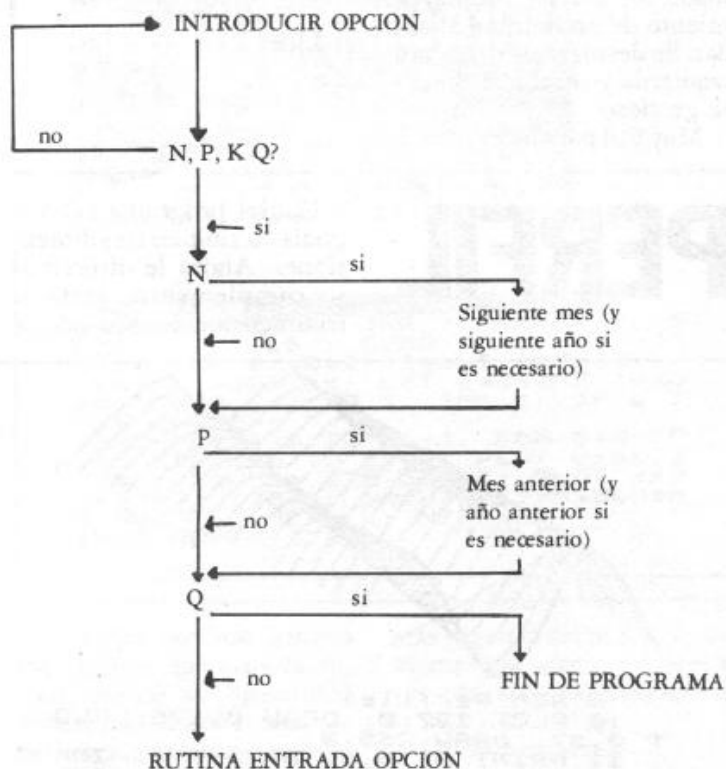 INTRODUCIR OPCION
no
N, P, K Q?
si
N
si
no
Siguiente mes (y
siguiente año si
es necesario)
P
si
no
Mes anterior (y
año anterior si
es necesario)
Q
si
no
FIN DE PROGRAMA
RUTINA ENTRADA OPCION